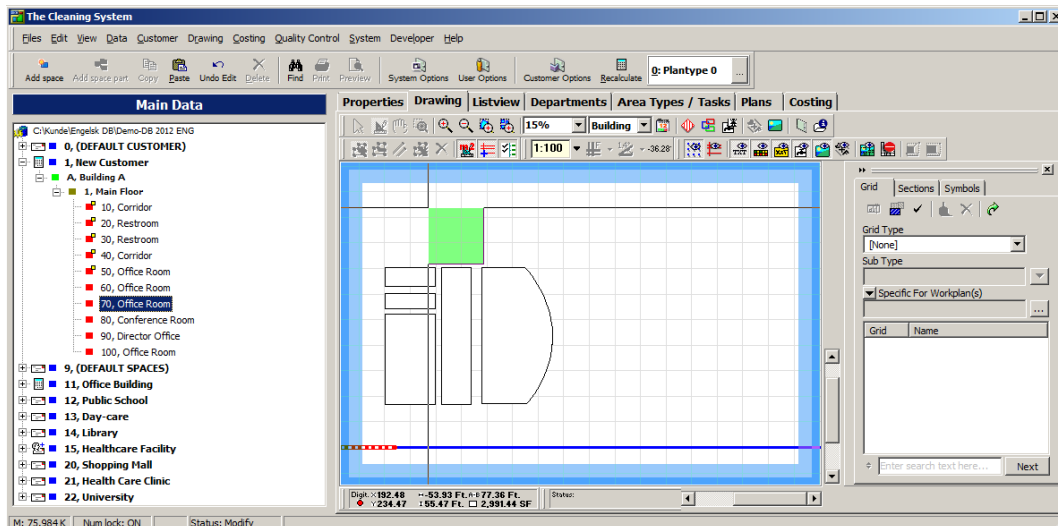 The Cleaning System
Files Edit View Data Customer Drawing Costing Quality Control System Developer Help
Add space Add space part Copy Paste Undo Edit Delete Find Print Preview System Options User Options Customer Options Recalculate 0: Plantype 0 ...
Main Data
C:\Kunde\Engelsk DB\Demo-DB 2012 ENG
0, (DEFAULT CUSTOMER)
1, New Customer
A, Building A
1, Main Floor
10, Corridor
20, Restroom
30, Restroom
40, Corridor
50, Office Room
60, Office Room
70, Office Room
80, Conference Room
90, Director Office
100, Office Room
9, (DEFAULT SPACES)
11, Office Building
12, Public School
13, Day-care
14, Library
15, Healthcare Facility
20, Shopping Mall
21, Health Care Clinic
22, University
Properties Drawing Listview Departments Area Types / Tasks Plans Costing
15% Building
1:100 -36.28°
Grid Sections Symbols
Grid Type
[None]
Sub Type
Specific For Workplan(s)
...
Grid Name
Enter search text here... Next
Digit. X 192.48 -53.93 Ft. A-B 77.36 Ft. Status:
Y 234.47 55.47 Ft. 2,991.44 SF
M: 75.984 K Num lock: ON Status: Modify